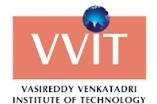 VVIT
VASIREDDY VENKATADRI
INSTITUTE OF TECHNOLOGY